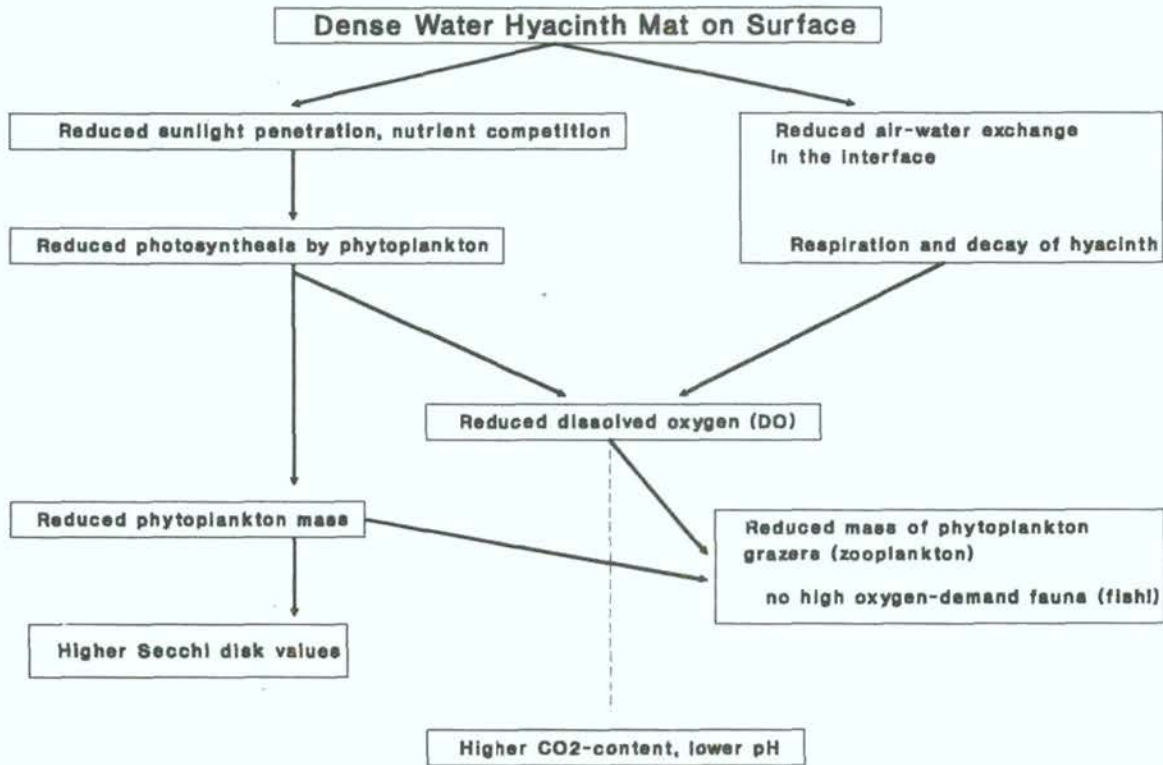 Dense Water Hyacinth Mat on Surface
Reduced sunlight penetration, nutrient competition
Reduced air-water exchange
in the interface
Respiration and decay of hyacinth
Reduced photosynthesis by phytoplankton
Reduced dissolved oxygen (DO)
Reduced phytoplankton mass
Reduced mass of phytoplankton
grazers (zooplankton)
no high oxygen-demand fauna (fish!)
Higher Secchi disk values
Higher CO2-content, lower pH